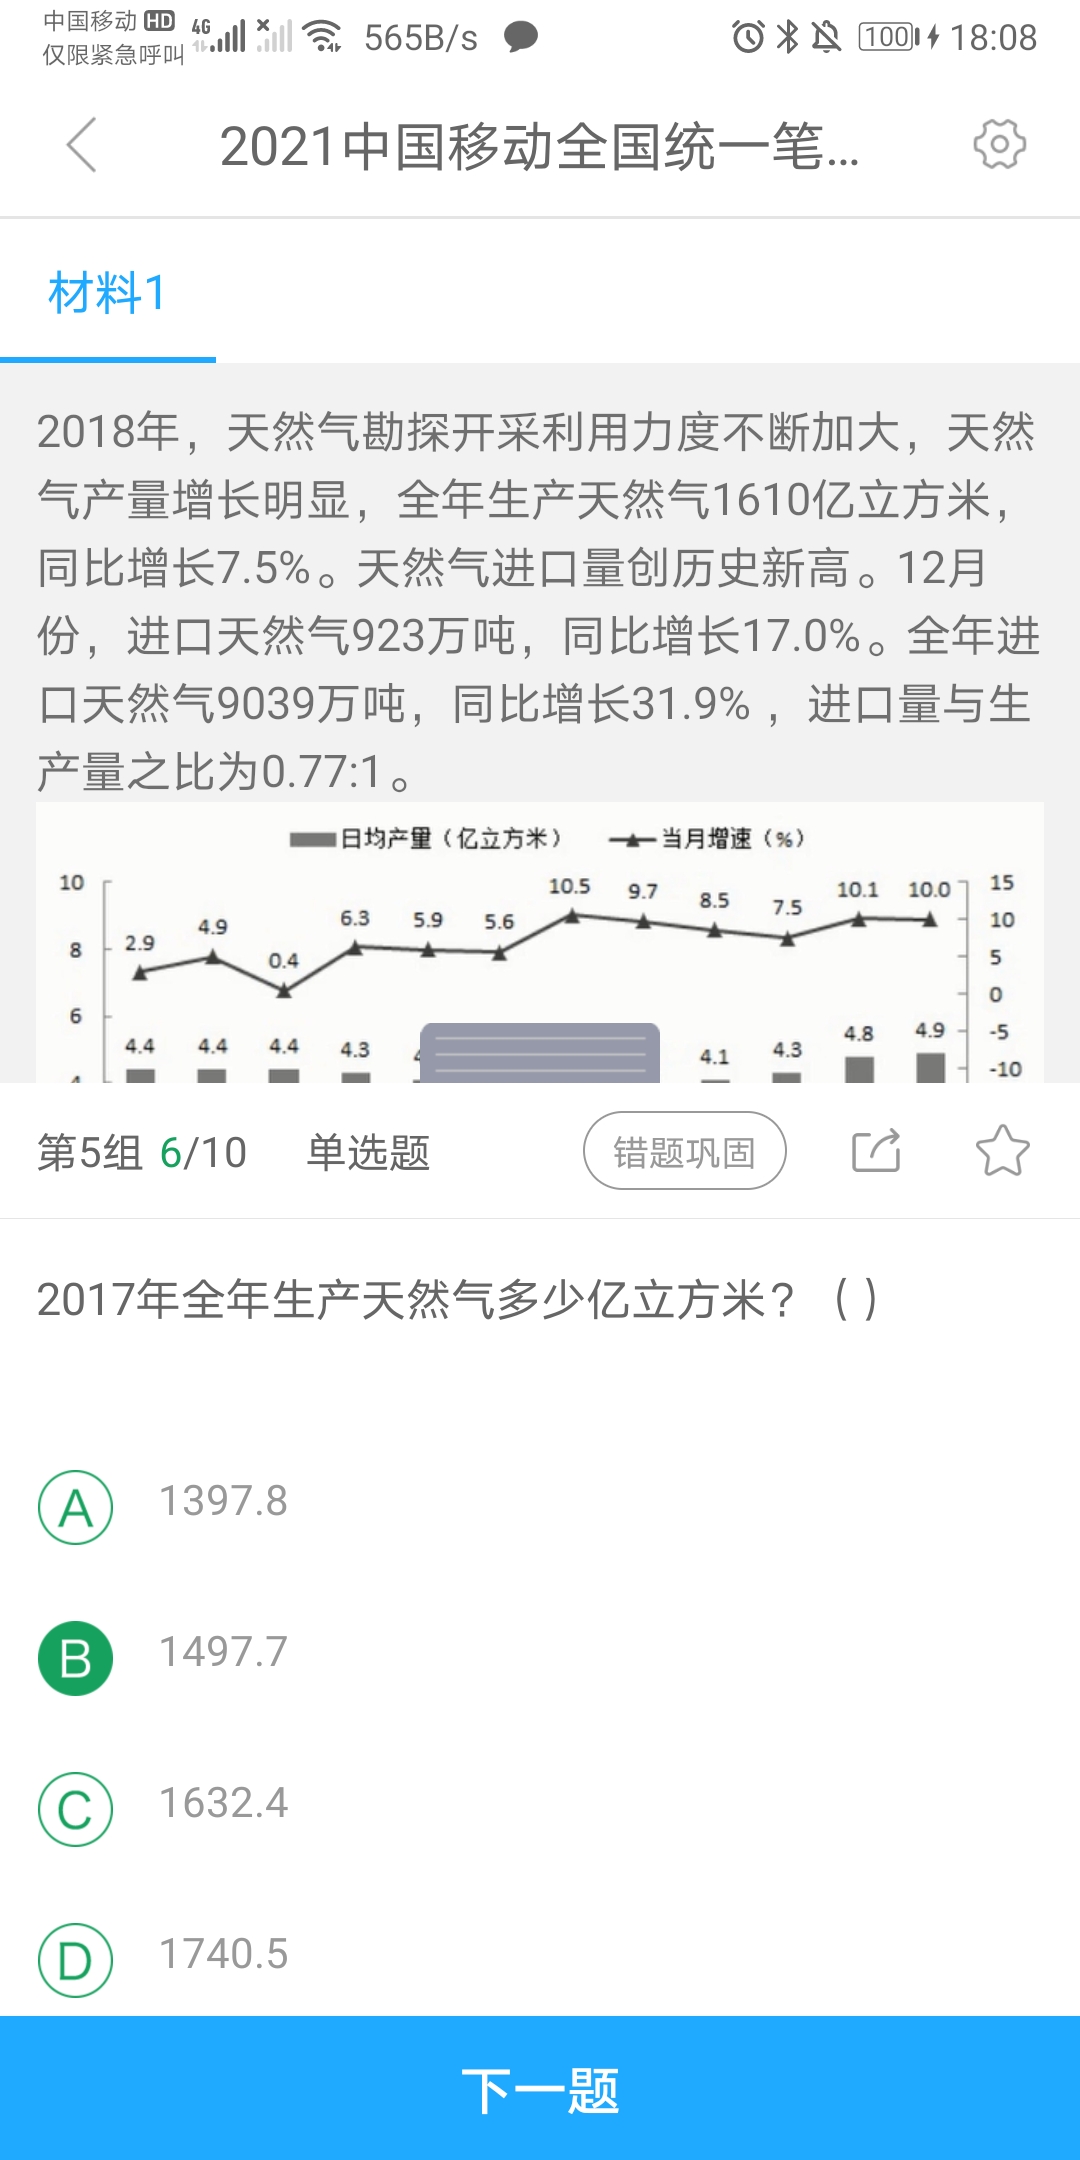 中国移动 HD 4G 565B/s 100 18:08
仅限紧急呼叫
2021中国移动全国统一笔...
材料1
2018年，天然气勘探开采利用力度不断加大，天然
气产量增长明显，全年生产天然气1610亿立方米，
同比增长7.5%。天然气进口量创历史新高。12月
份，进口天然气923万吨，同比增长17.0%。全年进
口天然气9039万吨，同比增长31.9% ，进口量与生
产量之比为0.77:1。
日均产量（亿立方米） 当月增速（%）
10 10.5 9.7 8.5 7.5 10.1 10.0 15
8 2.9 4.9 0.4 6.3 5.9 5.6 10
5
0
6 4.4 4.4 4.4 4.3 4.1 4.3 4.8 4.9 -5
-10
第5组 6/10 单选题 错题巩固
2017年全年生产天然气多少亿立方米？ ( )
A 1397.8
B 1497.7
C 1632.4
D 1740.5
下一题